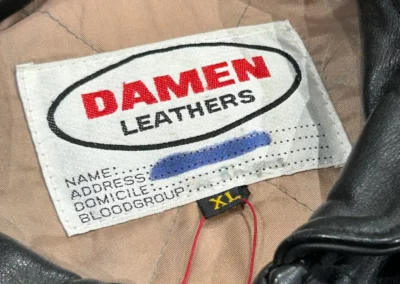 DAMEN
LEATHERS
NAME:
ADDRESS:
DOMICILE:
BLOODGROUP:
XL